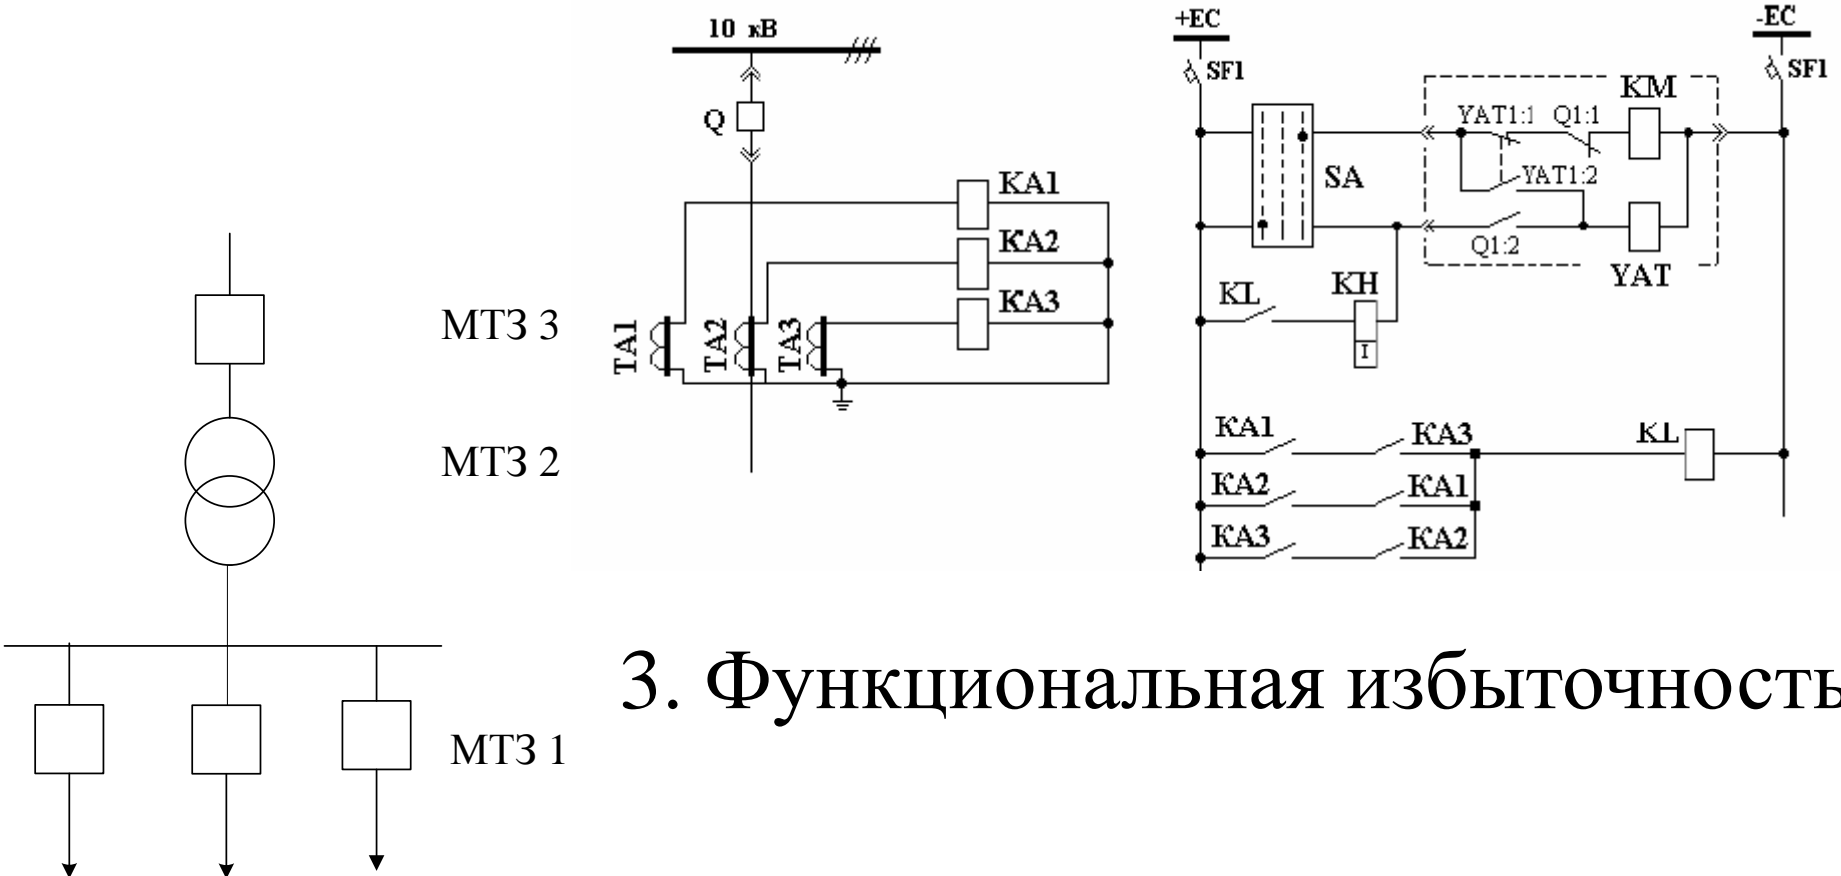 МТЗ 3
МТЗ 2
МТЗ 1
10 кВ
Q
KA1
KA2
KA3
TA1
TA2
TA3
+EC
-EC
SF1
SF1
KM
YAT1:1
Q1:1
SA
YAT1:2
Q1:2
YAT
KL
KH
I
KA1
KA3
KL
KA2
KA1
KA3
KA2
3. Функциональная избыточность